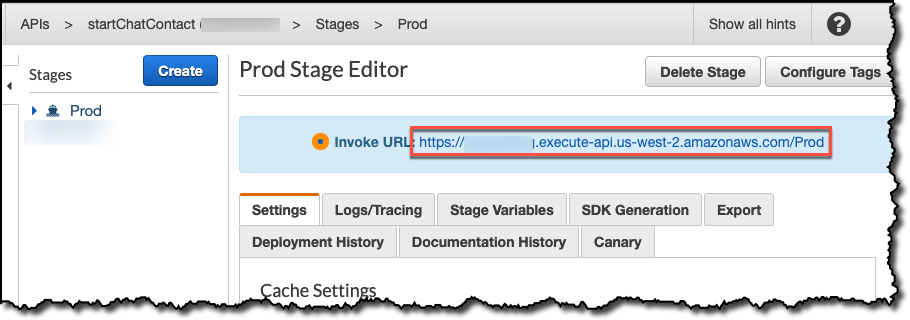 APIs > startChatContact ( > Stages > Prod
Show all hints
?
Stages
Create
Prod
Prod Stage Editor
Delete Stage
Configure Tags
Invoke URL: https:// .execute-api.us-west-2.amazonaws.com/Prod
Settings
Logs/Tracing
Stage Variables
SDK Generation
Export
Deployment History
Documentation History
Canary
Cache Settings